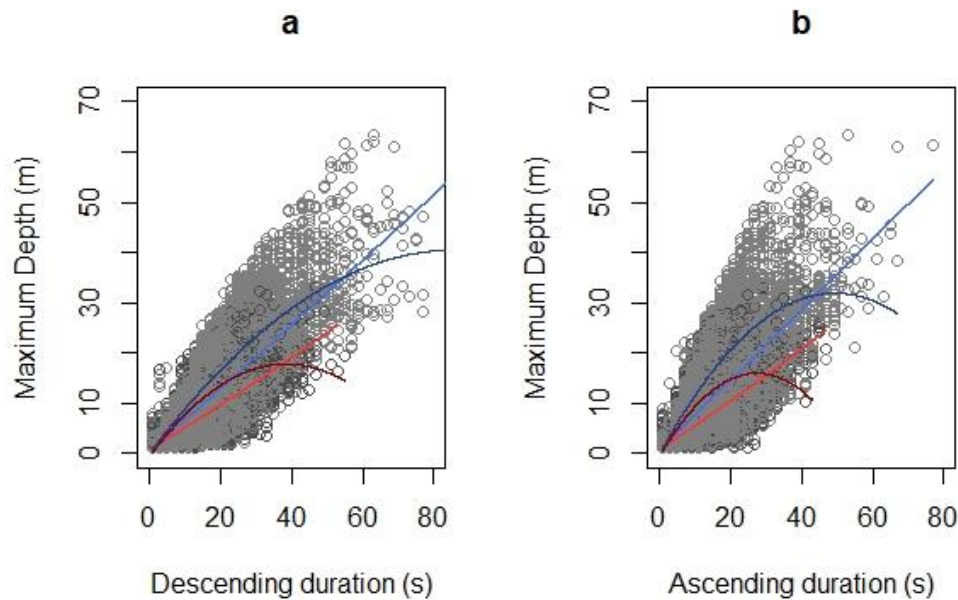 a
Maximum Depth (m)
0 10 30 50 70
0 20 40 60 80
Descending duration (s)
b
Maximum Depth (m)
0 10 30 50 70
0 20 40 60 80
Ascending duration (s)